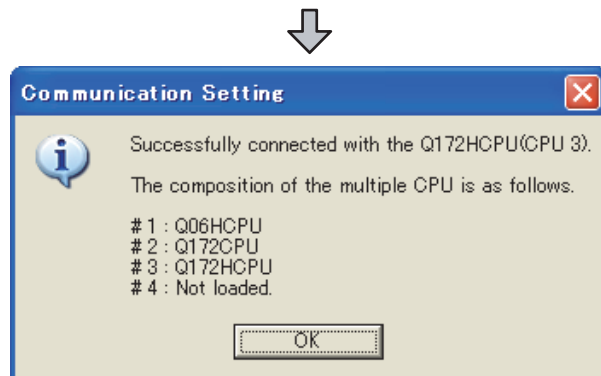 Communication Setting
Successfully connected with the Q172HCPU(CPU 3).
The composition of the multiple CPU is as follows.
#1 : Q06HCPU
#2 : Q172CPU
#3 : Q172HCPU
#4 : Not loaded.
OK